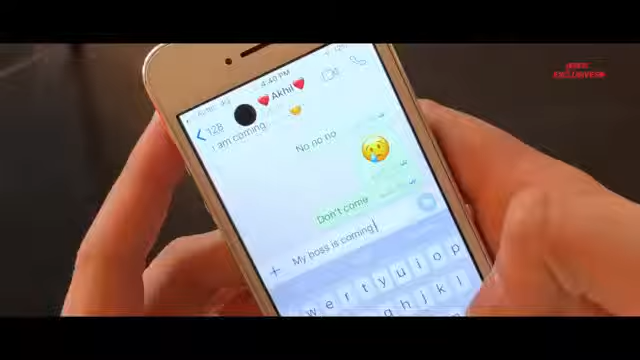 4:40 PM
128
❤️Akhil❤️
I am coming
No no no
Don't come
My boss is coming
w e r t y u i o p
g h j k l